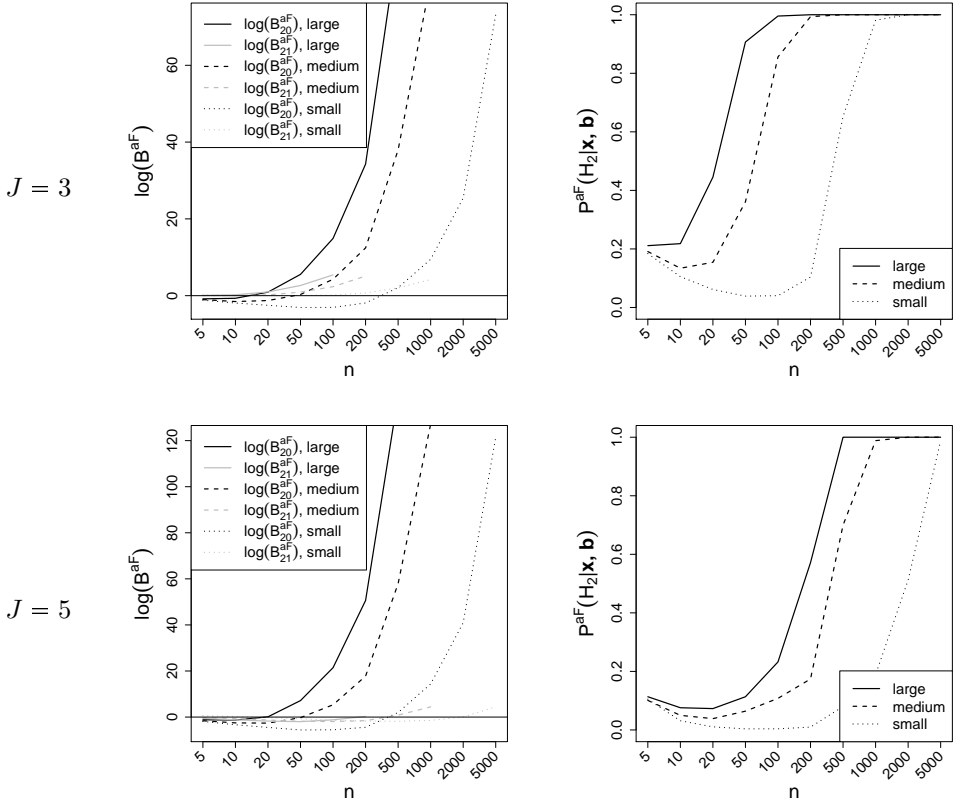 J = 3
log(B^aF)
60
40
20
0
log(B^aF_20), large
log(B^aF_21), large
log(B^aF_20), medium
log(B^aF_21), medium
log(B^aF_20), small
log(B^aF_21), small
5 10 20 50 100 200 500 1000 2000 5000
n
P^aF(H_2|x, b)
1.0
0.8
0.6
0.4
0.2
0.0
large
medium
small
5 10 20 50 100 200 500 1000 2000 5000
n
J = 5
log(B^aF)
120
100
80
60
40
20
0
log(B^aF_20), large
log(B^aF_21), large
log(B^aF_20), medium
log(B^aF_21), medium
log(B^aF_20), small
log(B^aF_21), small
5 10 20 50 100 200 500 1000 2000 5000
n
P^aF(H_2|x, b)
1.0
0.8
0.6
0.4
0.2
0.0
large
medium
small
5 10 20 50 100 200 500 1000 2000 5000
n